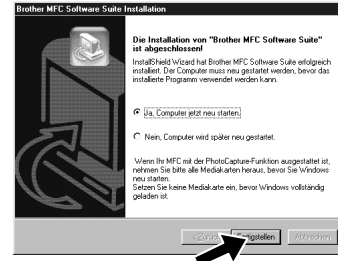 Brother MFC Software Suite Installation
Die Installation von "Brother MFC Software Suite"
ist abgeschlossen!
InstallShield Wizard hat Brother MFC Software Suite erfolgreich
installiert. Der Computer muss neu gestartet werden, bevor das
installierte Programm verwendet werden kann.
Ja, Computer jetzt neu starten.
Nein, Computer wird später neu gestartet.
Wenn Ihr MFC mit der PhotoCapture-Funktion ausgestattet ist,
nehmen Sie bitte alle Mediakarten heraus, bevor Sie Windows
neu starten.
Setzen Sie keine Mediakarte ein, bevor Windows vollständig
geladen ist.
< Zurück Fertigstellen Abbrechen